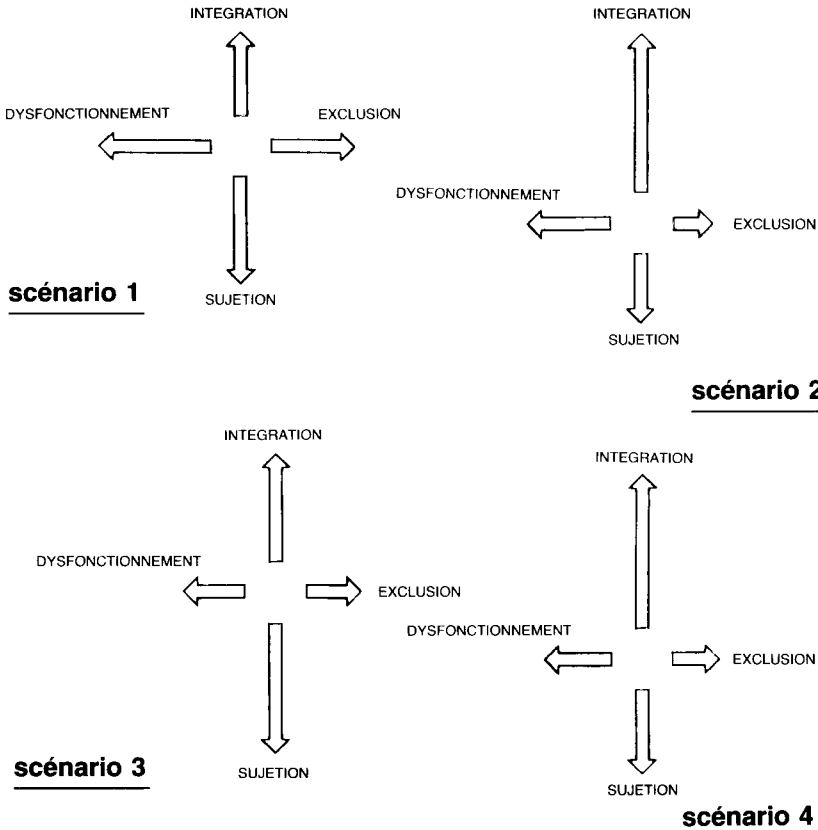 INTEGRATION
DYSFONCTIONNEMENT
EXCLUSION
SUJETION
scénario 1
INTEGRATION
DYSFONCTIONNEMENT
EXCLUSION
SUJETION
scénario 2
INTEGRATION
DYSFONCTIONNEMENT
EXCLUSION
SUJETION
scénario 3
INTEGRATION
DYSFONCTIONNEMENT
EXCLUSION
SUJETION
scénario 4